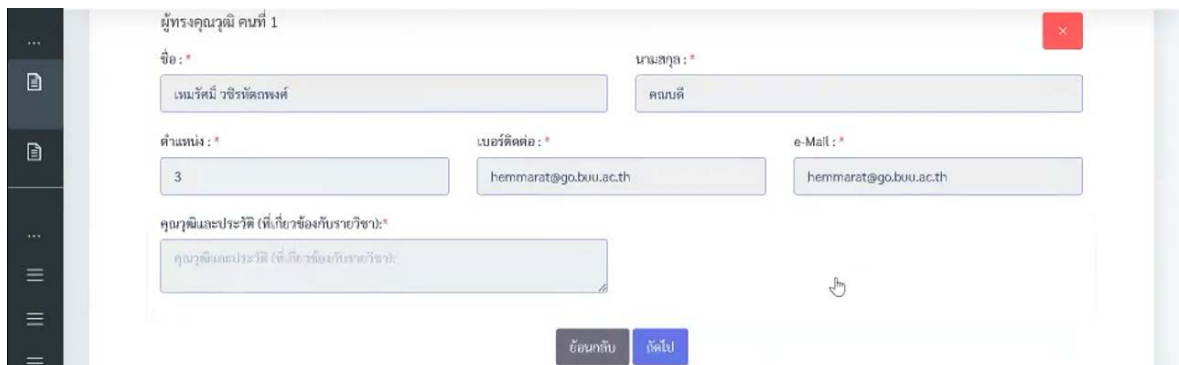 ผู้ทรงคุณวุฒิ คนที่ 1
×
ชื่อ : *
นามสกุล : *
เหมรัศมิ์ วชิรหัตถพงศ์
คณบดี
ตำแหน่ง : *
เบอร์ติดต่อ : *
e-Mail : *
3
hemmarat@go.buu.ac.th
hemmarat@go.buu.ac.th
คุณวุฒิและประวัติ (ที่เกี่ยวข้องกับรายวิชา):*
คุณวุฒิและประวัติ (ที่เกี่ยวข้องกับรายวิชา):
ย้อนกลับ
ถัดไป